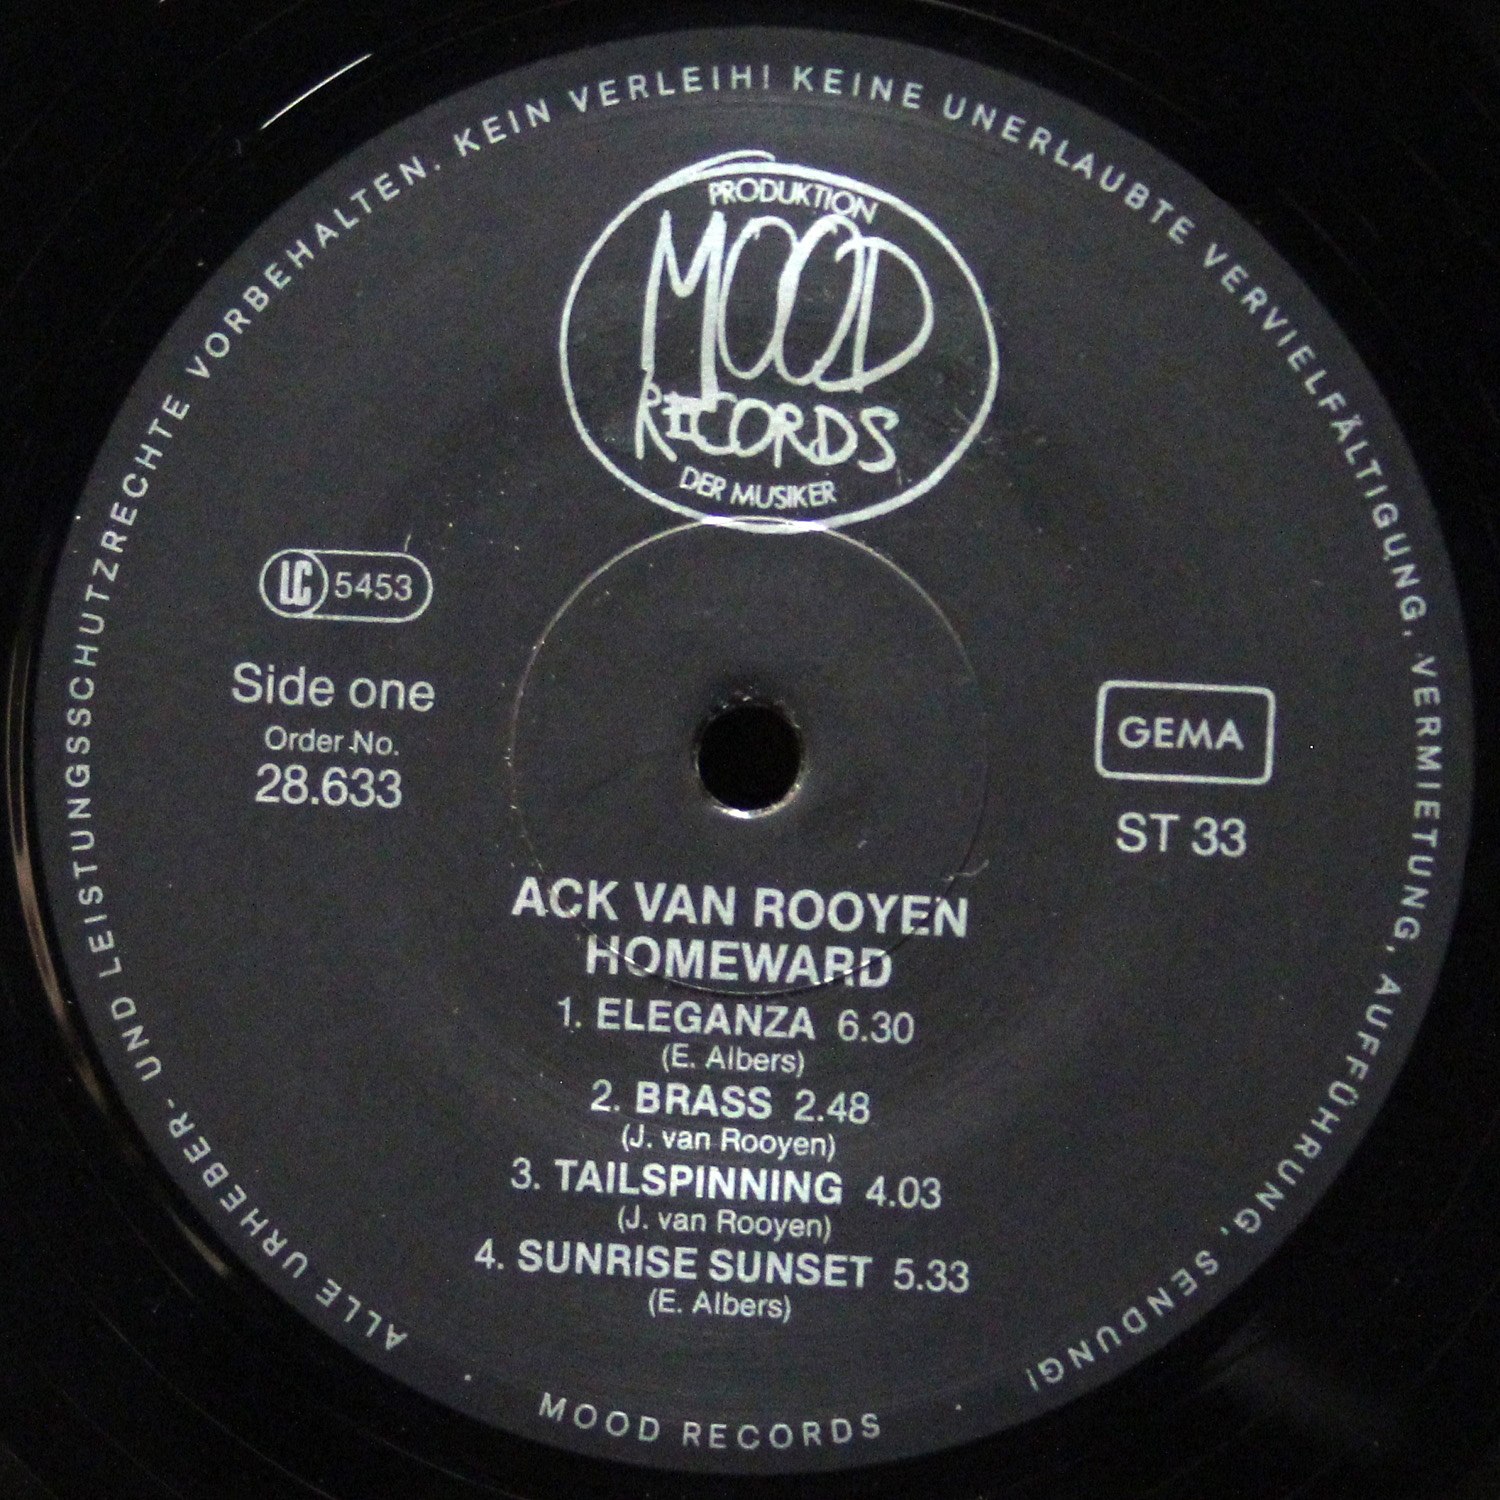 ALLE URHEBER- UND LEISTUNGSSCHUTZRECHTE VORBEHALTEN. KEIN VERLEIH! KEINE UNERLAUBTE VERVIELFÄLTIGUNG, VERMIETUNG, AUFFÜHRUNG, SENDUNG!
PRODUKTION
MOOD
RECORDS
DER MUSIKER
LC 5453
Side one
Order No.
28.633
GEMA
ST 33
ACK VAN ROOYEN
HOMEWARD
1. ELEGANZA 6.30
(E. Albers)
2. BRASS 2.48
(J. van Rooyen)
3. TAILSPINNING 4.03
(J. van Rooyen)
4. SUNRISE SUNSET 5.33
(E. Albers)
· MOOD RECORDS ·